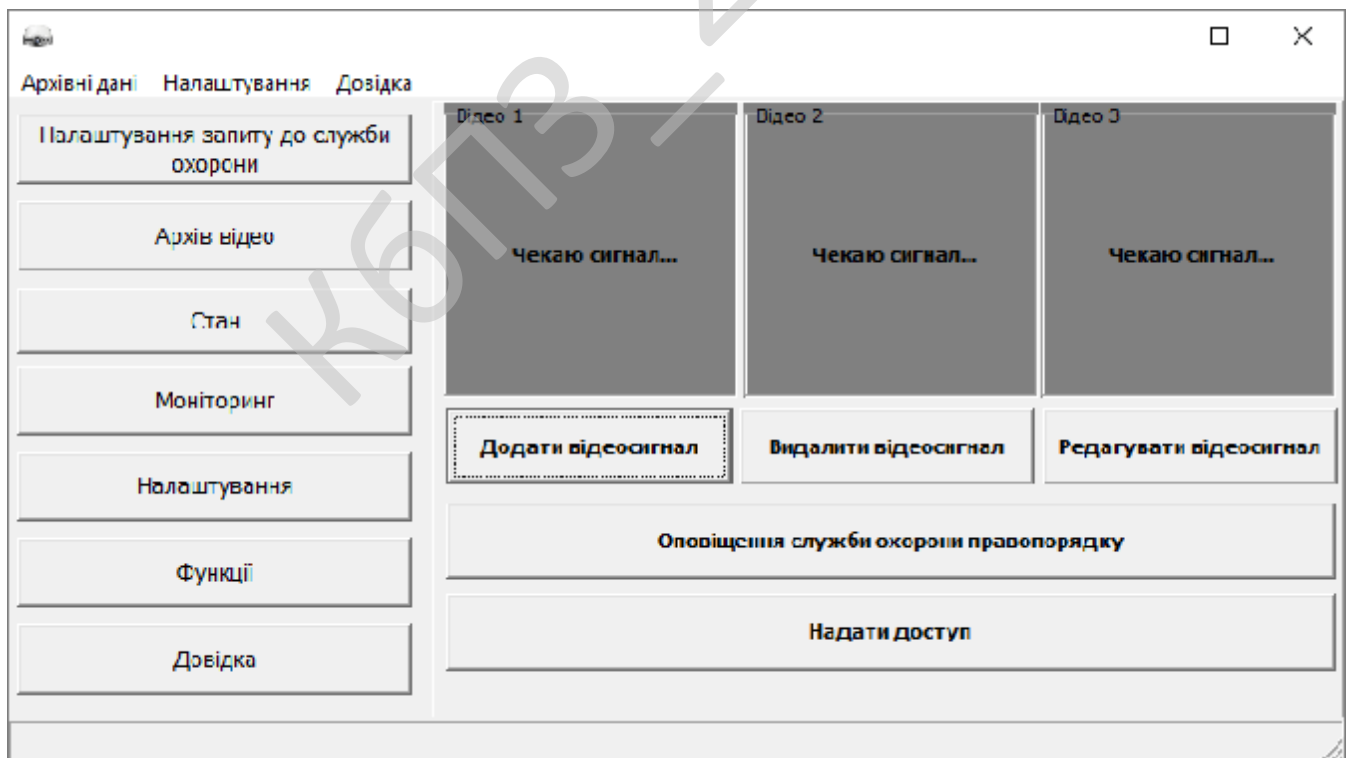 Архівні дані Налаштування Довідка
Налаштування запиту до служби
охорони
Архів відео
Стан
Моніторинг
Налаштування
Функції
Довідка
Відео 1 Відео 2 Відео 3
Чекаю сигнал... Чекаю сигнал... Чекаю сигнал...
Додати відеосигнал Видалити відеосигнал Редагувати відеосигнал
Оповіщення служби охорони правопорядку
Надати доступ